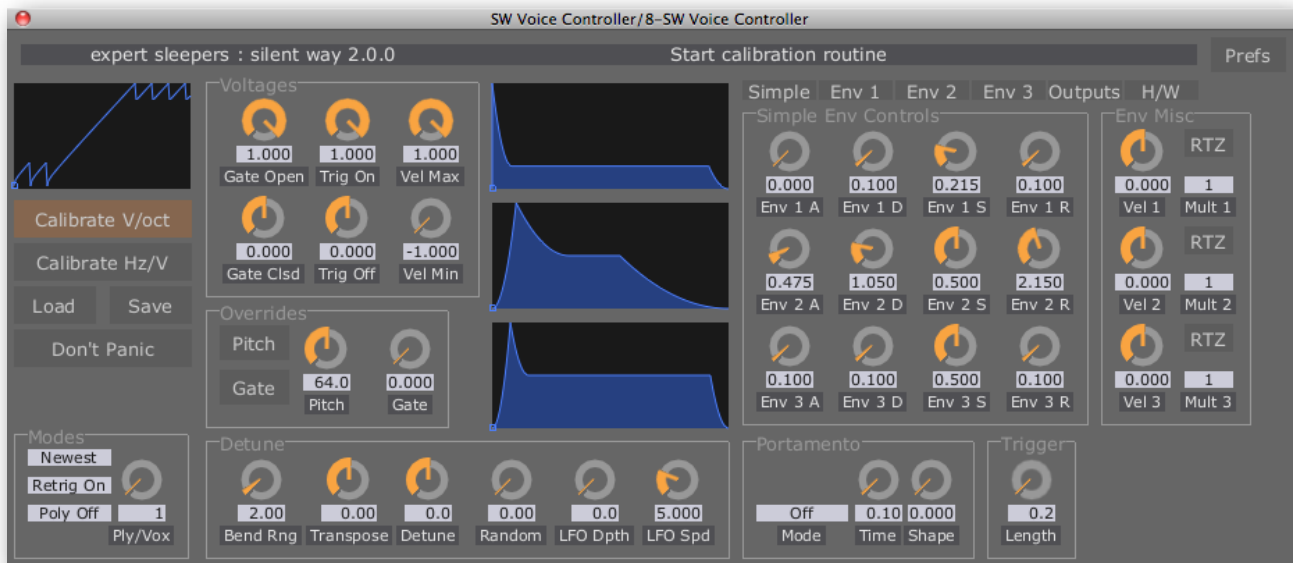 SW Voice Controller/8-SW Voice Controller
expert sleepers : silent way 2.0.0
Start calibration routine
Prefs
Calibrate V/oct
Calibrate Hz/V
Load Save
Don't Panic
Voltages
1.000 1.000 1.000
Gate Open Trig On Vel Max
0.000 0.000 -1.000
Gate Clsd Trig Off Vel Min
Overrides
Pitch
Gate
64.0 0.000
Pitch Gate
Simple Env 1 Env 2 Env 3 Outputs H/W
Simple Env Controls
0.000 0.100 0.215 0.100
Env 1 A Env 1 D Env 1 S Env 1 R
0.475 1.050 0.500 2.150
Env 2 A Env 2 D Env 2 S Env 2 R
0.100 0.100 0.500 0.100
Env 3 A Env 3 D Env 3 S Env 3 R
Env Misc
RTZ
0.000 1
Vel 1 Mult 1
RTZ
0.000 1
Vel 2 Mult 2
RTZ
0.000 1
Vel 3 Mult 3
Modes
Newest
Retrig On
Poly Off 1
Ply/Vox
Detune
2.00 0.00 0.0 0.00 0.0 5.000
Bend Rng Transpose Detune Random LFO Dpth LFO Spd
Portamento
Off 0.10 0.000
Mode Time Shape
Trigger
0.2
Length